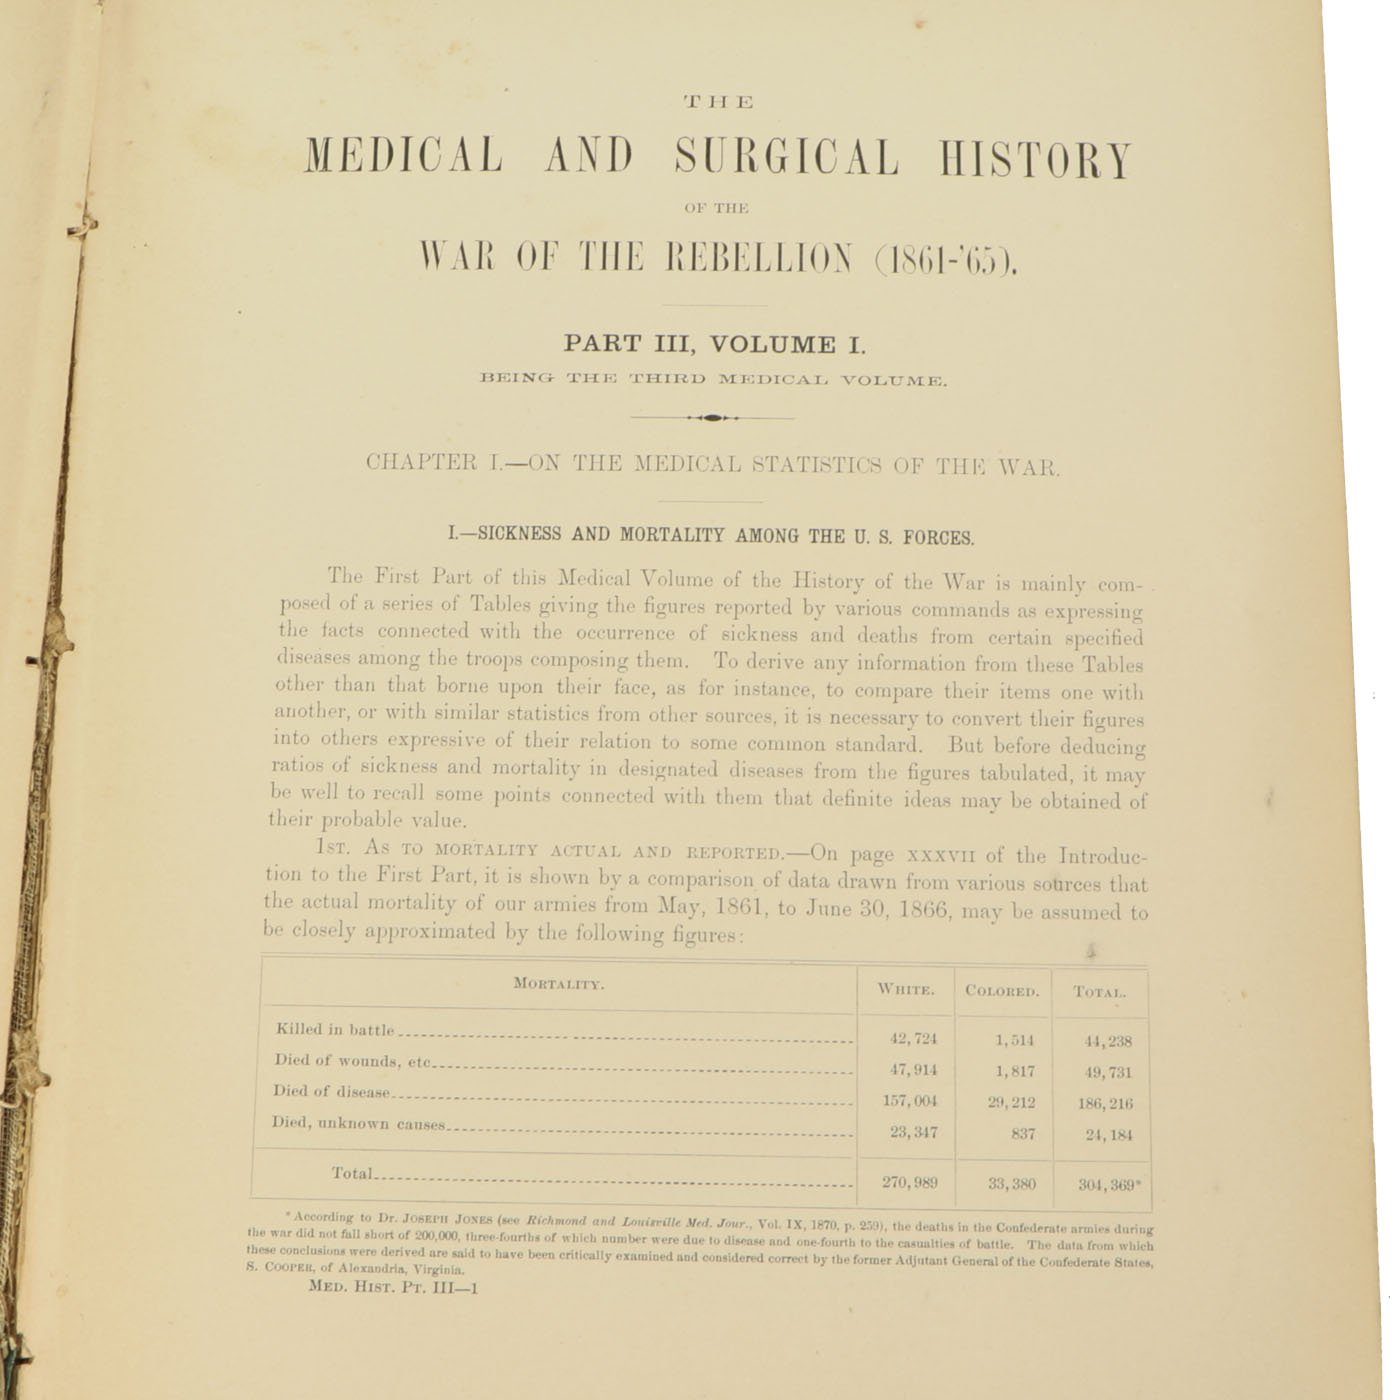 THE
MEDICAL AND SURGICAL HISTORY
OF THE
WAR OF THE REBELLION (1861-'65).
PART III, VOLUME I.
BEING THE THIRD MEDICAL VOLUME.
CHAPTER I.—ON THE MEDICAL STATISTICS OF THE WAR.
I.—SICKNESS AND MORTALITY AMONG THE U. S. FORCES.
The First Part of this Medical Volume of the History of the War is mainly com-
posed of a series of Tables giving the figures reported by various commands as expressing
the facts connected with the occurrence of sickness and deaths from certain specified
diseases among the troops composing them. To derive any information from these Tables
other than that borne upon their face, as for instance, to compare their items one with
another, or with similar statistics from other sources, it is necessary to convert their figures
into others expressive of their relation to some common standard. But before deducing
ratios of sickness and mortality in designated diseases from the figures tabulated, it may
be well to recall some points connected with them that definite ideas may be obtained of
their probable value.
1ST. AS TO MORTALITY ACTUAL AND REPORTED.—On page XXXVII of the Introduc-
tion to the First Part, it is shown by a comparison of data drawn from various sources that
the actual mortality of our armies from May, 1861, to June 30, 1866, may be assumed to
be closely approximated by the following figures:
MORTALITY. WHITE. COLORED. TOTAL.
Killed in battle 42,724 1,514 44,238
Died of wounds, etc 47,914 1,817 49,731
Died of disease 157,004 29,212 186,216
Died, unknown causes 23,347 837 24,184
Total 270,989 33,380 304,369*
*According to Dr. JOSEPH JONES (see Richmond and Louisville Med. Jour., Vol. IX, 1870, p. 259), the deaths in the Confederate armies during
the war did not fall short of 200,000, three-fourths of which number were due to disease and one-fourth to the casualties of battle. The data from which
these conclusions were derived are said to have been critically examined and considered correct by the former Adjutant General of the Confederate States,
S. COOPER, of Alexandria, Virginia.
MED. HIST. PT. III—1